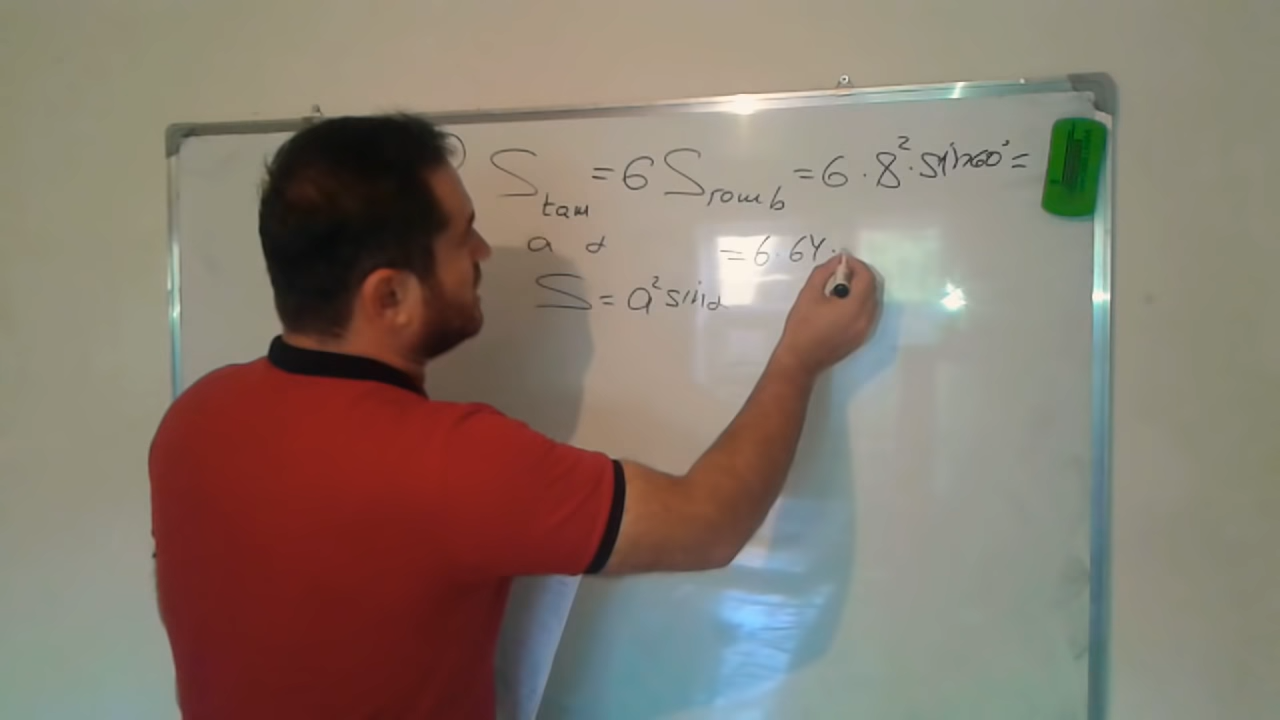 ) S_tam = 6 S_romb = 6 · 8² · sin60° =
a α = 6 · 64 ·
S = a² sinα